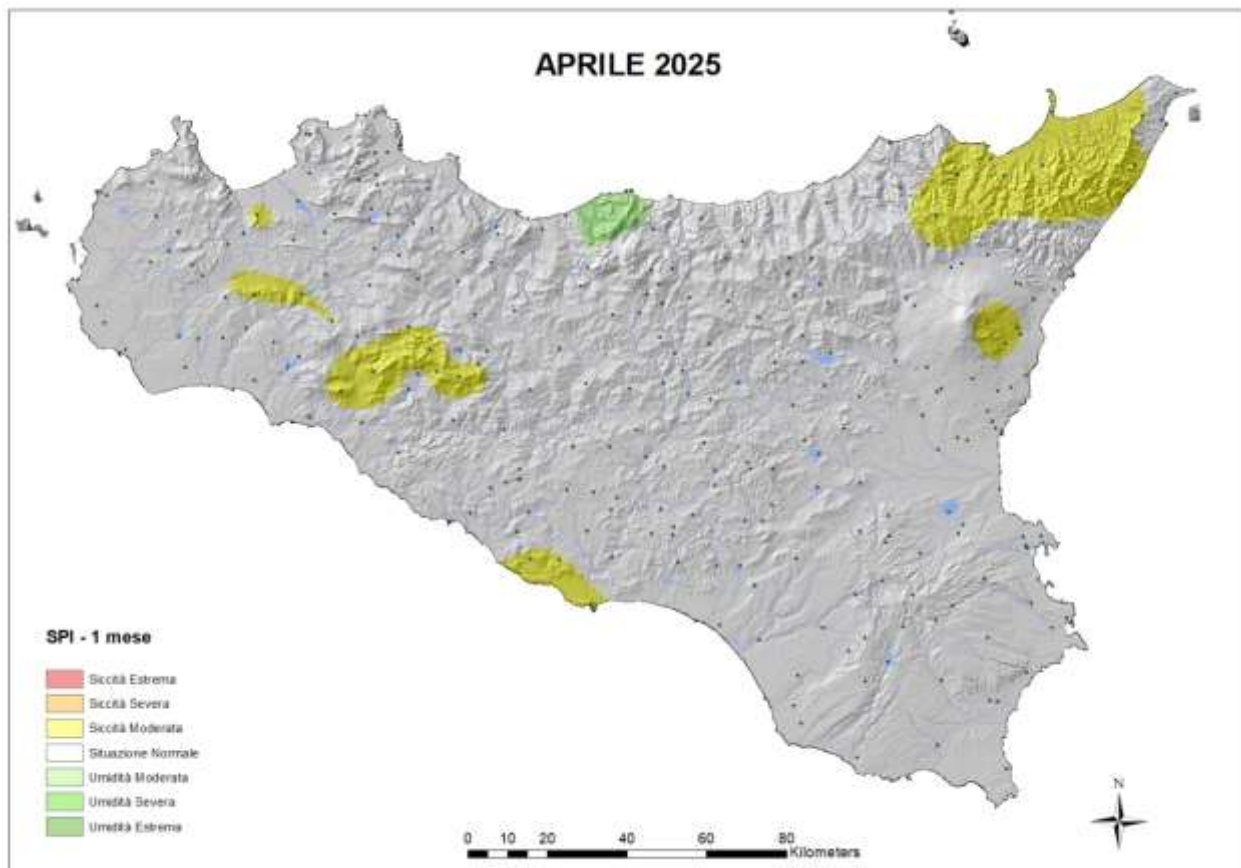 APRILE 2025
SPI - 1 mese
Siccità Estrema
Siccità Severa
Siccità Moderata
Situazione Normale
Umidità Moderata
Umidità Severa
Umidità Estrema
N
0 10 20 40 60 80
Kilometers